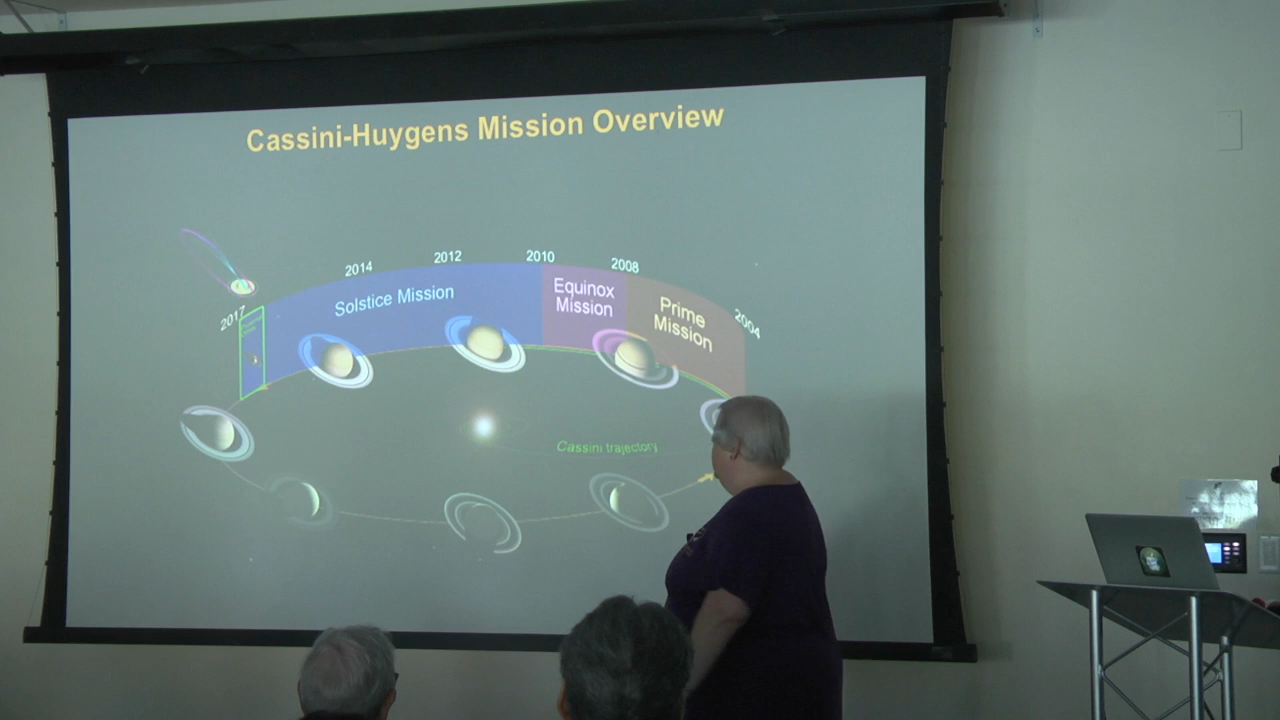 Cassini-Huygens Mission Overview
2014
2012
2010
2008
2017
2004
Solstice Mission
Equinox
Mission
Prime
Mission
Cassini trajectory